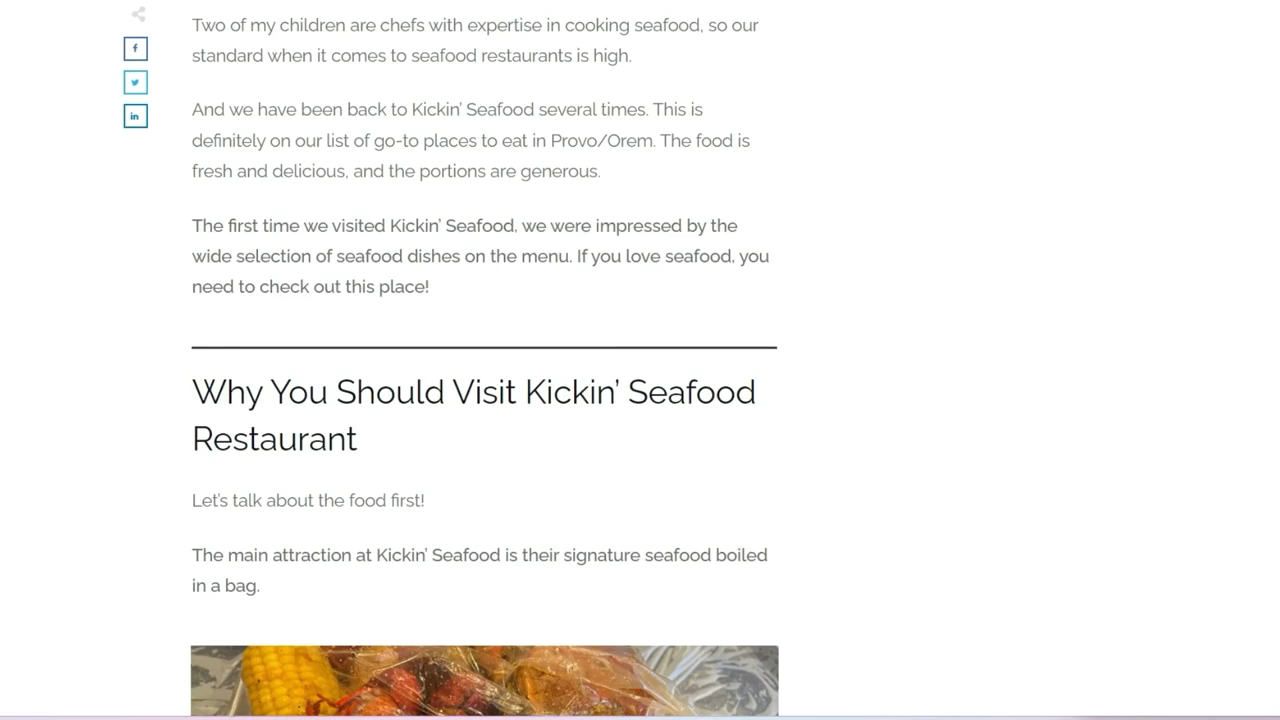 Two of my children are chefs with expertise in cooking seafood, so our
standard when it comes to seafood restaurants is high.
And we have been back to Kickin' Seafood several times. This is
definitely on our list of go-to places to eat in Provo/Orem. The food is
fresh and delicious, and the portions are generous.
The first time we visited Kickin' Seafood, we were impressed by the
wide selection of seafood dishes on the menu. If you love seafood, you
need to check out this place!
Why You Should Visit Kickin' Seafood
Restaurant
Let's talk about the food first!
The main attraction at Kickin' Seafood is their signature seafood boiled
in a bag.